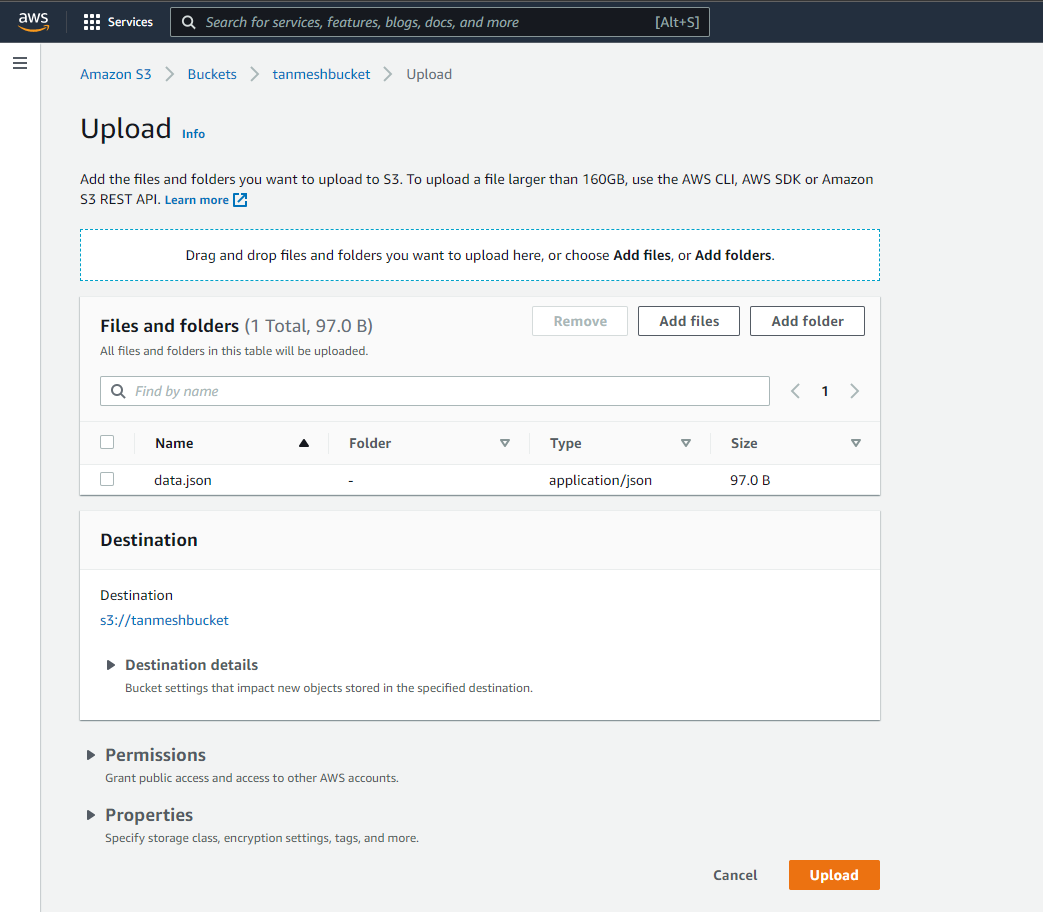 aws Services Search for services, features, blogs, docs, and more [Alt+S]
Amazon S3 Buckets tanmeshbucket Upload
Upload Info
Add the files and folders you want to upload to S3. To upload a file larger than 160GB, use the AWS CLI, AWS SDK or Amazon
S3 REST API. Learn more
Drag and drop files and folders you want to upload here, or choose Add files, or Add folders.
Files and folders (1 Total, 97.0 B) Remove Add files Add folder
All files and folders in this table will be uploaded.
Find by name 1
Name Folder Type Size
data.json - application/json 97.0 B
Destination
Destination
s3://tanmeshbucket
Destination details
Bucket settings that impact new objects stored in the specified destination.
Permissions
Grant public access and access to other AWS accounts.
Properties
Specify storage class, encryption settings, tags, and more.
Cancel Upload